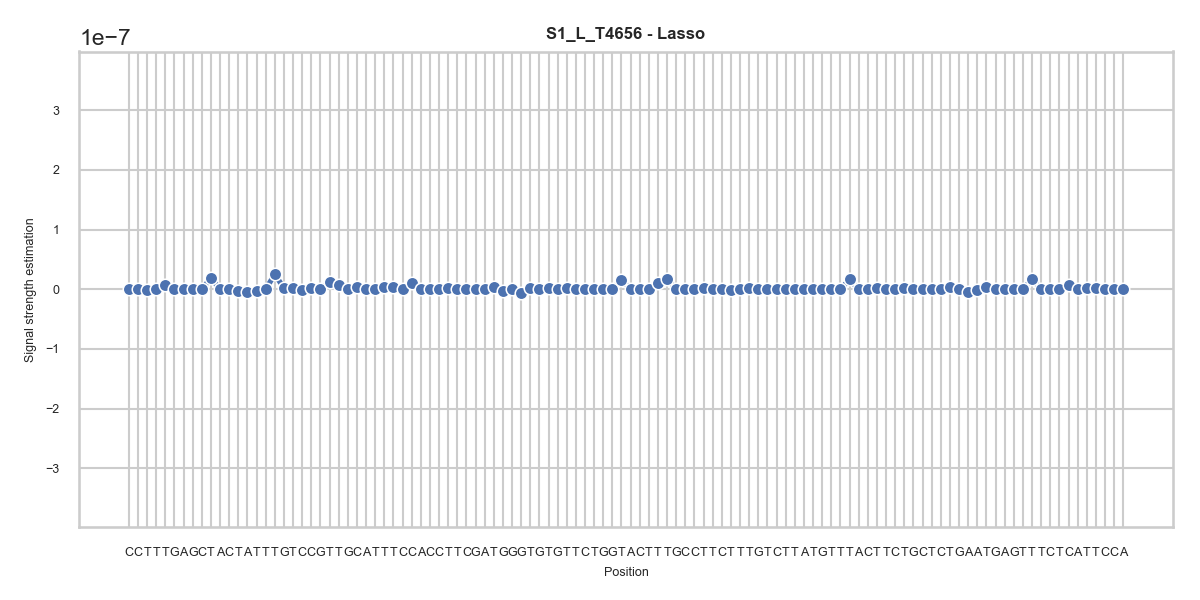 1e−7
S1_L_T4656 - Lasso
3
2
1
0
−1
−2
−3
Signal strength estimation
CCTTTGAGCTACTATTTGTCCGTTGCATTTCCACCTTCGATGGGTGTGTTCTGGTACTTTGCCTTCTTTGTCTTATGTTTACTTCTGCTCTGAATGAGTTTCTCATTCCA
Position